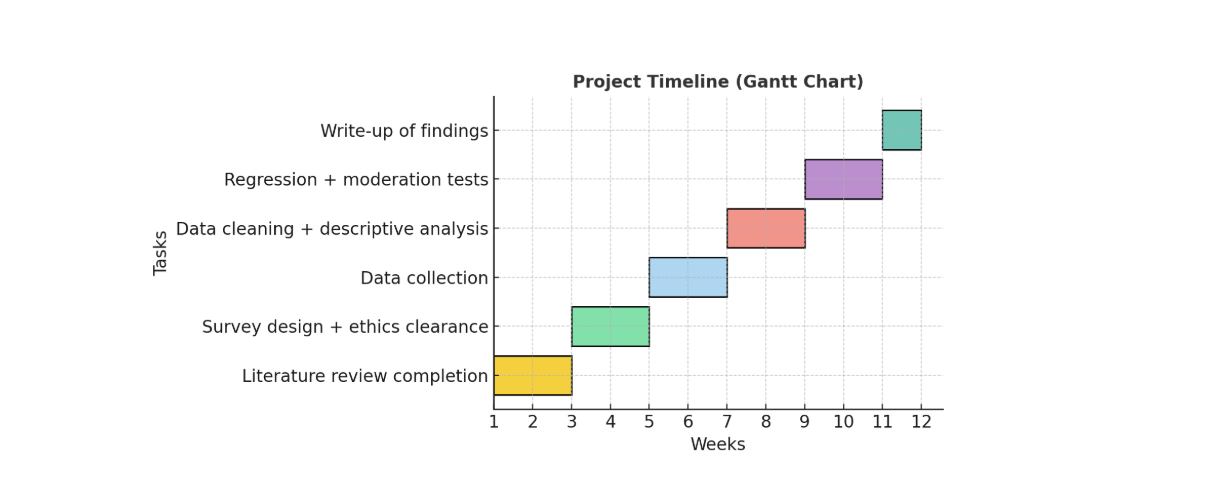 Project Timeline (Gantt Chart)
Write-up of findings
Regression + moderation tests
Data cleaning + descriptive analysis
Data collection
Survey design + ethics clearance
Literature review completion
Tasks
1 2 3 4 5 6 7 8 9 10 11 12
Weeks